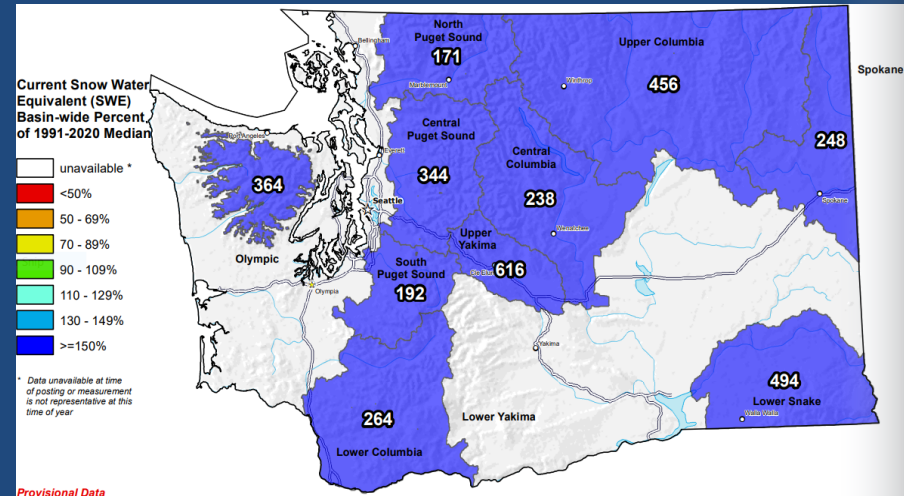 Current Snow Water
Equivalent (SWE)
Basin-wide Percent
of 1991-2020 Median
unavailable *
<50%
50 - 69%
70 - 89%
90 - 109%
110 - 129%
130 - 149%
>=150%
* Data unavailable at time
of posting or measurement
is not representative at this
time of year
Provisional Data
North
Puget Sound
171
Bellingham
Marblemount
Upper Columbia
456
Winthrop
Spokane
248
Spokane
Central
Puget Sound
344
Everett
Central
Columbia
238
Wenatchee
Port Angeles
364
Olympic
Seattle
Upper
Yakima
616
Cle Elum
South
Puget Sound
192
Olympia
Yakima
Lower Yakima
264
Lower Columbia
494
Lower Snake
Walla Walla